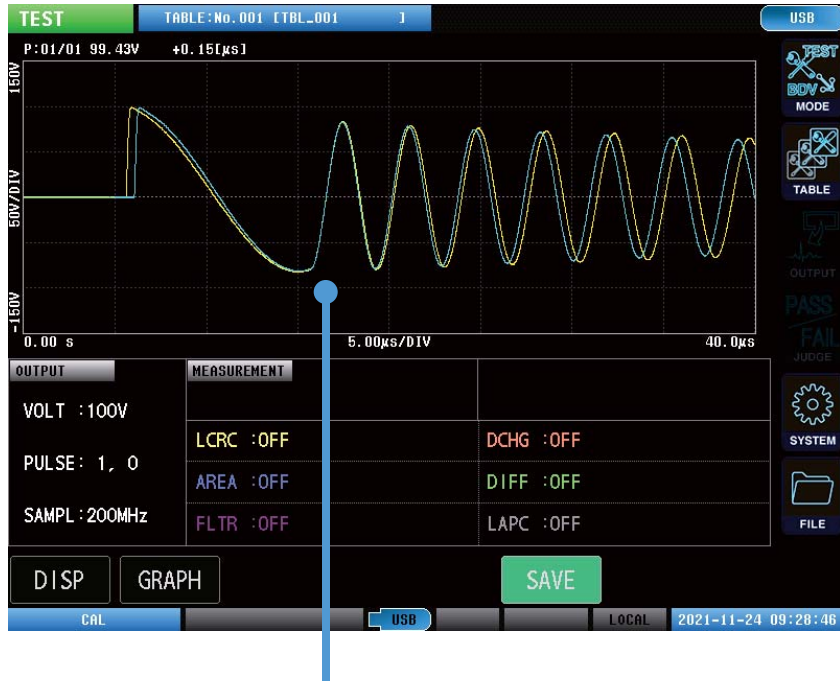 TEST TABLE:No.001 [TBL_001 ] USB
P:01/01 99.43V +0.15[µs]
150V
50V/DIV
-150V
0.00 s 5.00µs/DIV 40.0µs
TEST
BDV
MODE
TABLE
OUTPUT
PASS
FAIL
JUDGE
SYSTEM
FILE
OUTPUT MEASUREMENT
VOLT :100V
PULSE: 1, 0
SAMPL:200MHz
LCRC :OFF DCHG :OFF
AREA :OFF DIFF :OFF
FLTR :OFF LAPC :OFF
DISP GRAPH SAVE
CAL USB LOCAL 2021-11-24 09:28:46